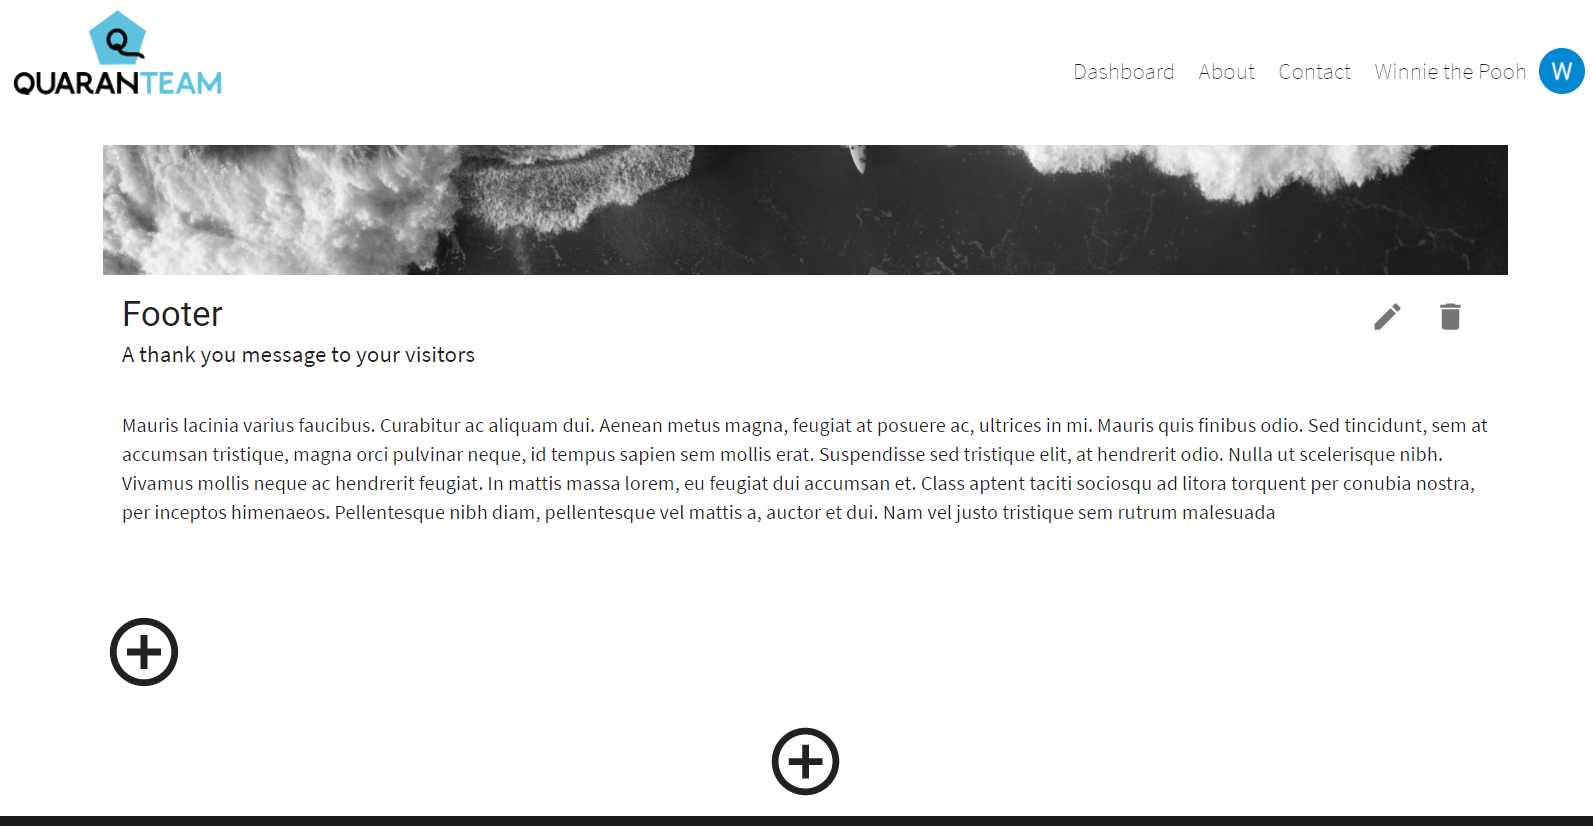 Q
QUARANTEAM
Dashboard About Contact Winnie the Pooh W
Footer
A thank you message to your visitors
Mauris lacinia varius faucibus. Curabitur ac aliquam dui. Aenean metus magna, feugiat at posuere ac, ultrices in mi. Mauris quis finibus odio. Sed tincidunt, sem at
accumsan tristique, magna orci pulvinar neque, id tempus sapien sem mollis erat. Suspendisse sed tristique elit, at hendrerit odio. Nulla ut scelerisque nibh.
Vivamus mollis neque ac hendrerit feugiat. In mattis massa lorem, eu feugiat dui accumsan et. Class aptent taciti sociosqu ad litora torquent per conubia nostra,
per inceptos himenaeos. Pellentesque nibh diam, pellentesque vel mattis a, auctor et dui. Nam vel justo tristique sem rutrum malesuada